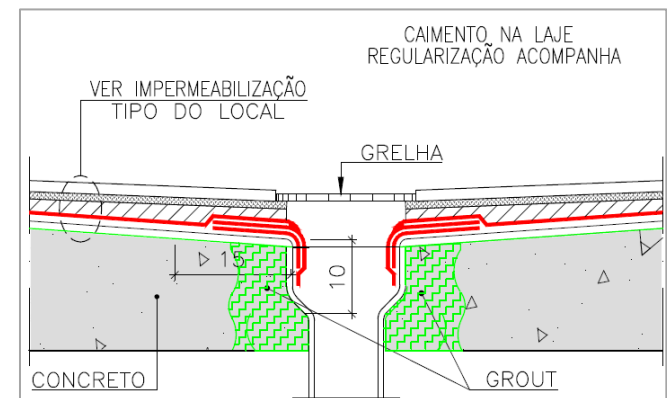 CAIMENTO NA LAJE
REGULARIZAÇÃO ACOMPANHA
VER IMPERMEABILIZAÇÃO
TIPO DO LOCAL
GRELHA
15
10
CONCRETO
GROUT